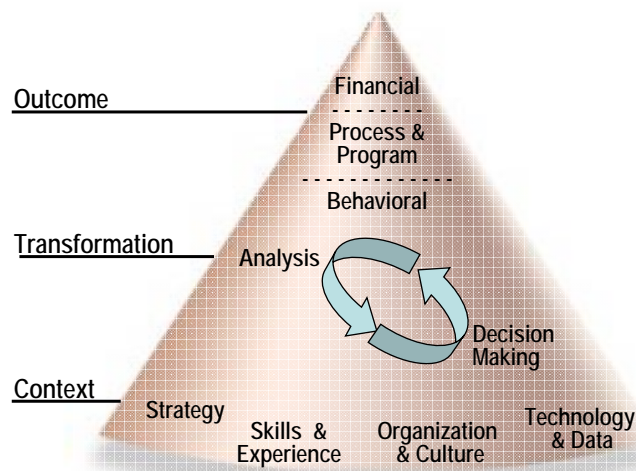 Financial
Outcome
Process &
Program
Behavioral
Transformation
Analysis
Decision
Making
Context
Strategy
Skills &
Experience
Organization
& Culture
Technology
& Data